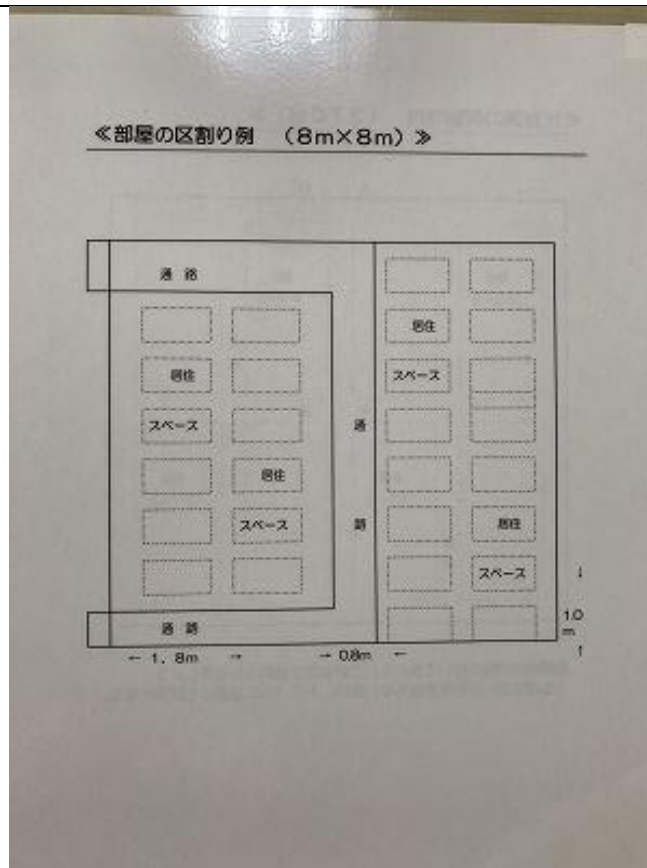 ≪部屋の区割り例 （8m×8m）≫
通 路
居住
スペース
居住
スペース
居住
スペース
通
路
居住
スペース
通 路
← 1.8m →
→ 0.8m ←
↓
1.0
m
↑